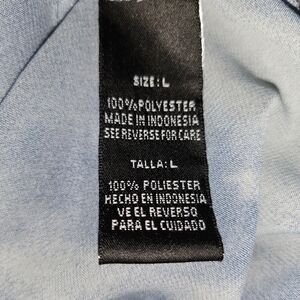 SIZE: L
100% POLYESTER
MADE IN INDONESIA
SEE REVERSE FOR CARE
TALLA: L
100% POLIESTER
HECHO EN INDONESIA
VE EL REVERSO
PARA EL CUIDADO